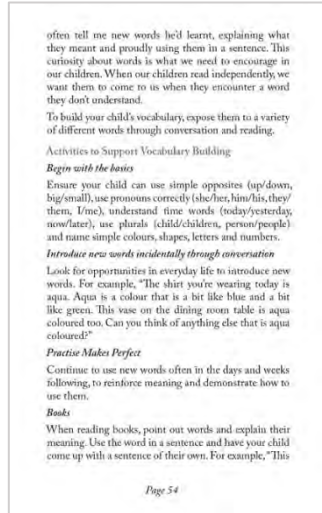 often tell me new words he'd learnt, explaining what
they meant and proudly using them in a sentence. This
curiosity about words is what we need to encourage in
our children. When our children read independently, we
want them to come to us when they encounter a word
they don't understand.
To build your child's vocabulary, expose them to a variety
of different words through conversation and reading.
Activities to Support Vocabulary Building
Begin with the basics
Ensure your child can use simple opposites (up/down,
big/small), use pronouns correctly (she/her, him/his, they/
them, I/me), understand time words (today/yesterday,
now/later), use plurals (child/children, person/people)
and name simple colours, shapes, letters and numbers.
Introduce new words incidentally through conversation
Look for opportunities in everyday life to introduce new
words. For example, "The shirt you're wearing today is
aqua. Aqua is a colour that is a bit like blue and a bit
like green. This vase on the dining room table is aqua
coloured too. Can you think of anything else that is aqua
coloured?"
Practise Makes Perfect
Continue to use new words often in the days and weeks
following, to reinforce meaning and demonstrate how to
use them.
Books
When reading books, point out words and explain their
meaning. Use the word in a sentence and have your child
come up with a sentence of their own. For example, "This
Page 54